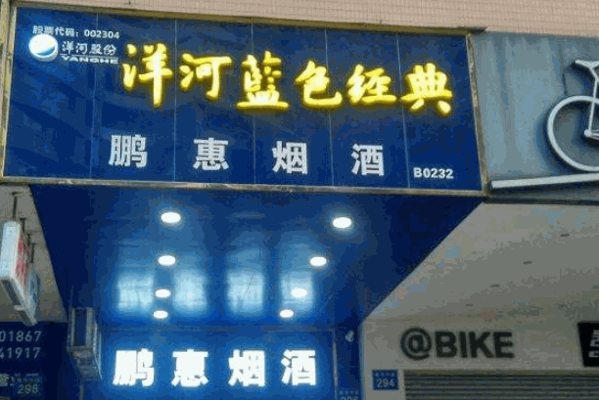 股票代码：002304
洋河股份
YANGHE
洋河蓝色经典
鹏惠烟酒
B0232
鹏惠烟酒
@BIKE
01867
41917
298
294